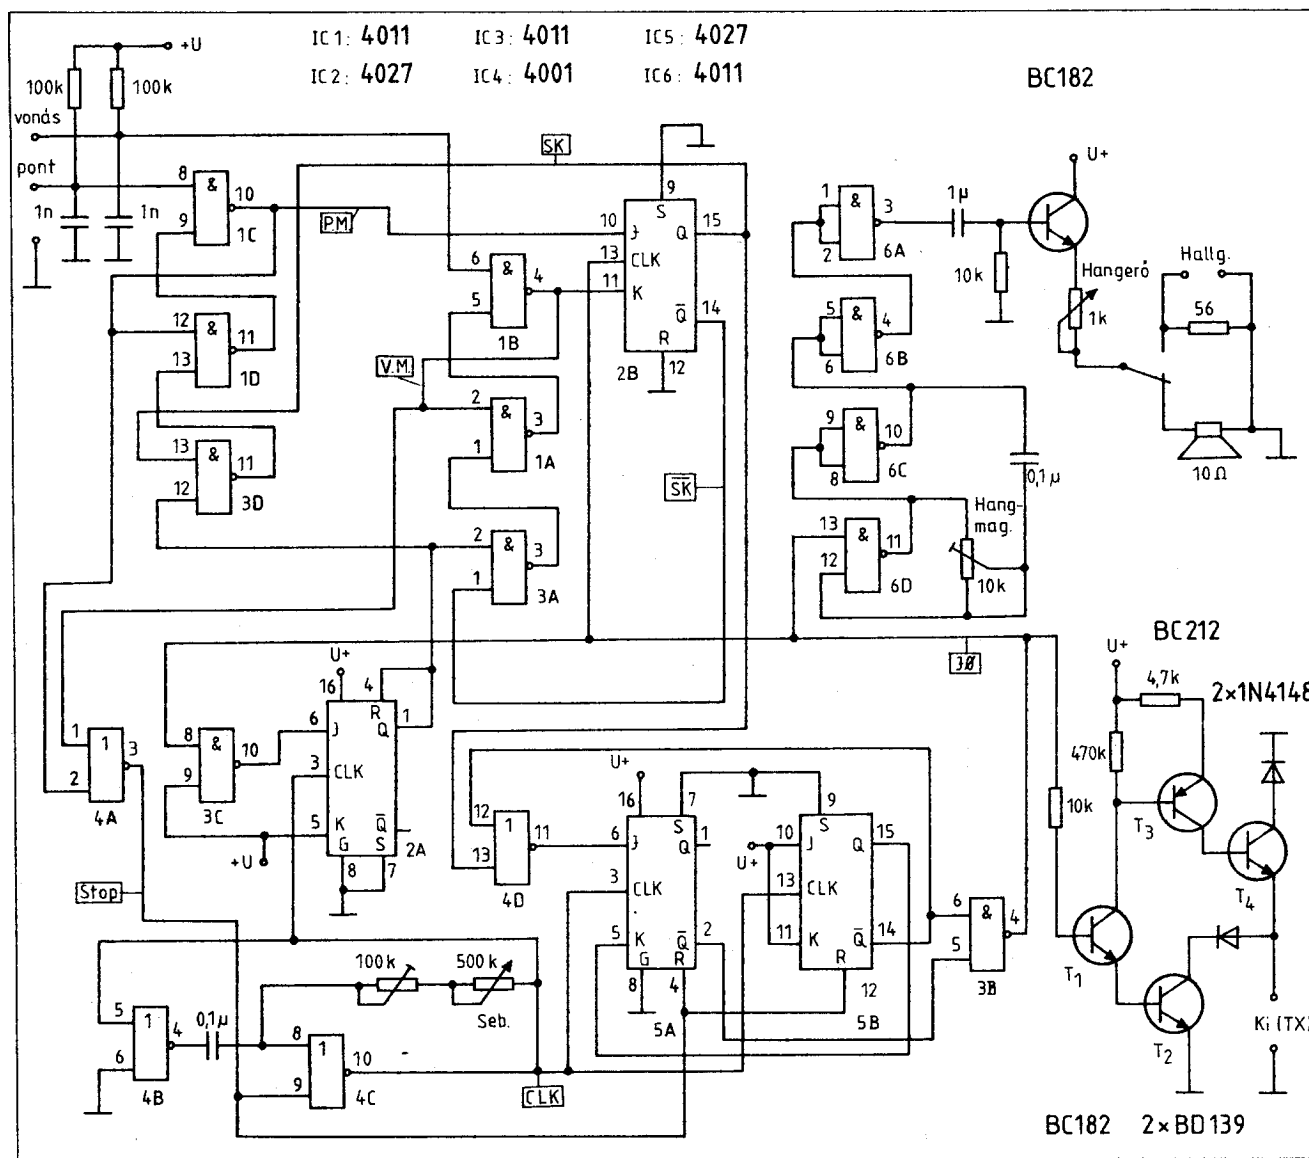 IC1: 4011 IC3: 4011 IC5: 4027
IC2: 4027 IC4: 4001 IC6: 4011
BC182
+U
100k 100k
vonás
pont
1n 1n
8 & 10
9 1C
P.M.
SK
12 & 11
13 1D
13 & 11
12 3D
6 & 4
5 1B
V.M.
2 & 3
1 1A
2 & 3
1 3A
9
S
10 J Q 15
13 CLK
11 K Q̅ 14
R
12
2B
S̅K̅
1 & 3
2 6A
5 & 4
6 6B
9 & 10
8 6C
13 & 11
12 6D
1µ
10k
U+
Hangerő
1k
Hallg.
56
10Ω
0,1µ
Hang-
mag.
10k
JØ
U+
16 4
R
6 J Q 1
3 CLK
5 K Q̅
G S
8 7
2A
1 1 3
2 4A
8 & 10
9 3C
+U
Stop
12 1 11
13 4D
U+
16 7
S
6 J Q 1
3 CLK
5 K Q̅ 2
G R
8 4
5A
9
S
U+
10 J Q 15
13 CLK
11 K Q̅ 14
R
12
5B
6 & 4
5 3B
5 1 4
6 4B
0,1µ
8 1 10
9 4C
100k 500k
Seb.
CLK
BC212
U+
4,7k
2×1N4148
470k
10k
T3
T4
T1
T2
Ki (TX)
BC182 2×BD139